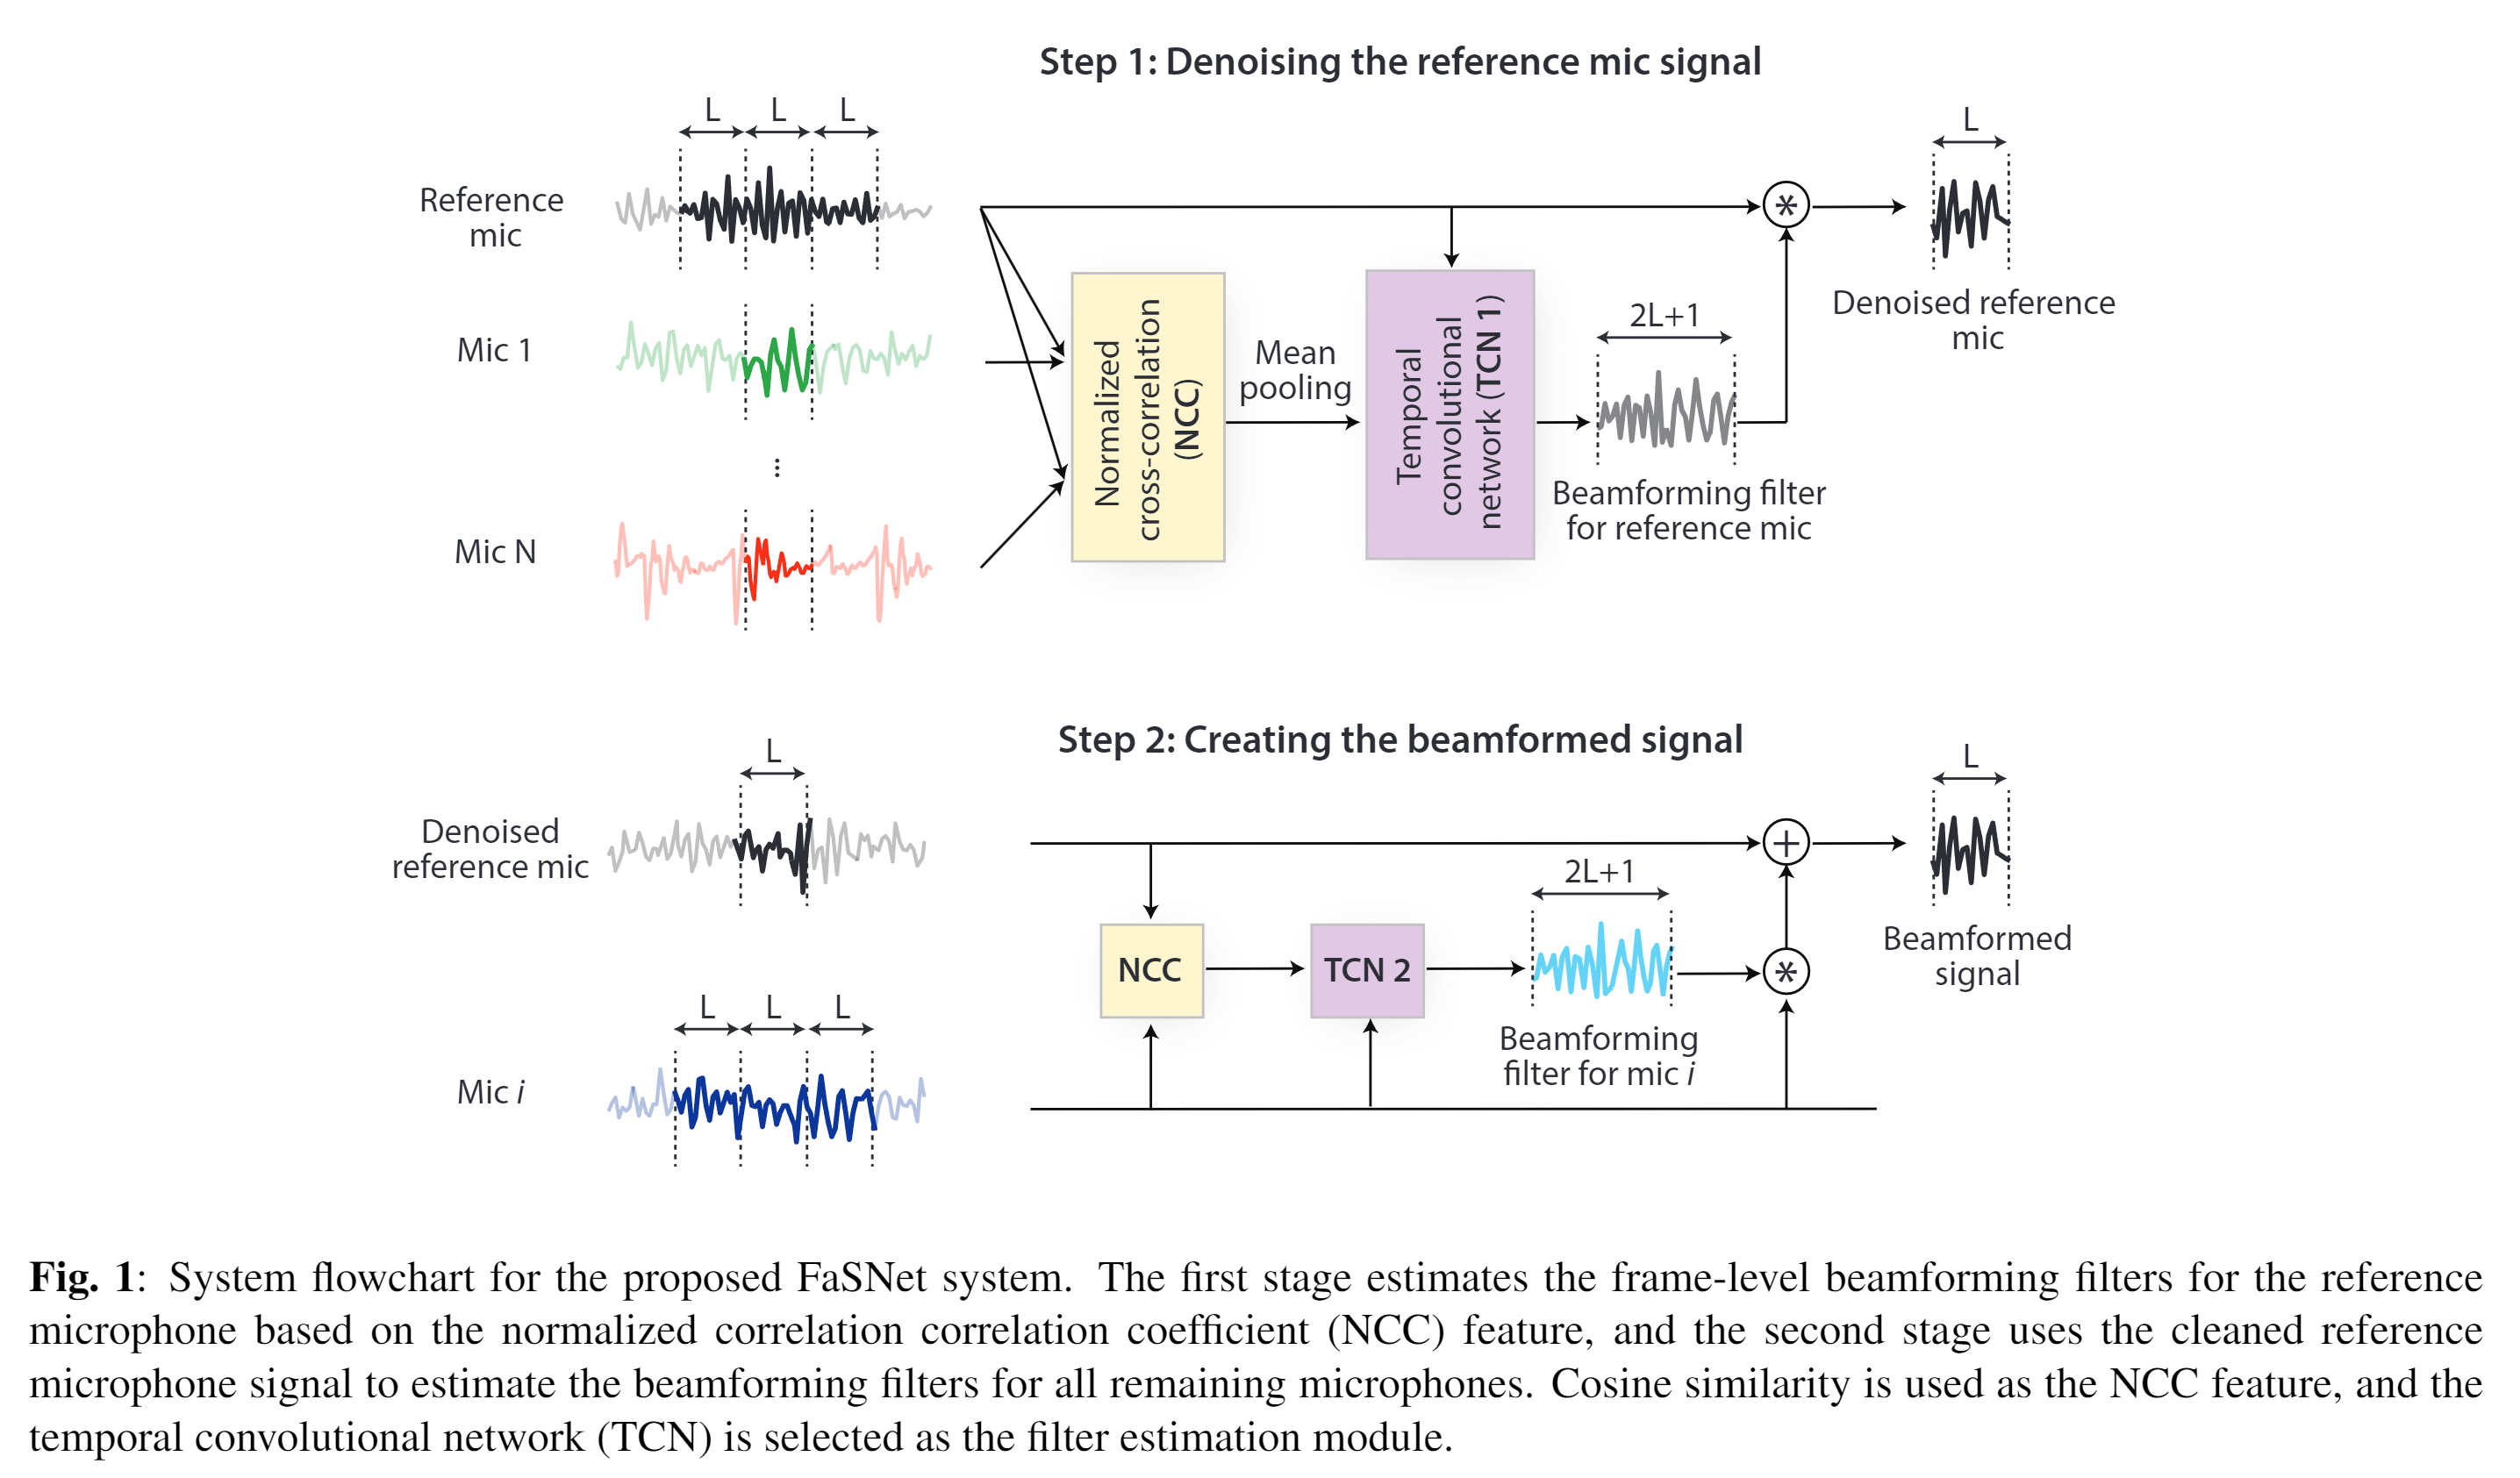 Step 1: Denoising the reference mic signal
L L L
L
Reference
mic
Mic 1
⋮
Mic N
Normalized
cross-correlation
(NCC)
Mean
pooling
Temporal
convolutional
network (TCN 1)
2L+1
Beamforming filter
for reference mic
*
Denoised reference
mic
Step 2: Creating the beamformed signal
L
L
Denoised
reference mic
L L L
Mic i
NCC
TCN 2
2L+1
Beamforming
filter for mic i
+
*
Beamformed
signal
Fig. 1: System flowchart for the proposed FaSNet system. The first stage estimates the frame-level beamforming filters for the reference
microphone based on the normalized correlation correlation coefficient (NCC) feature, and the second stage uses the cleaned reference
microphone signal to estimate the beamforming filters for all remaining microphones. Cosine similarity is used as the NCC feature, and the
temporal convolutional network (TCN) is selected as the filter estimation module.